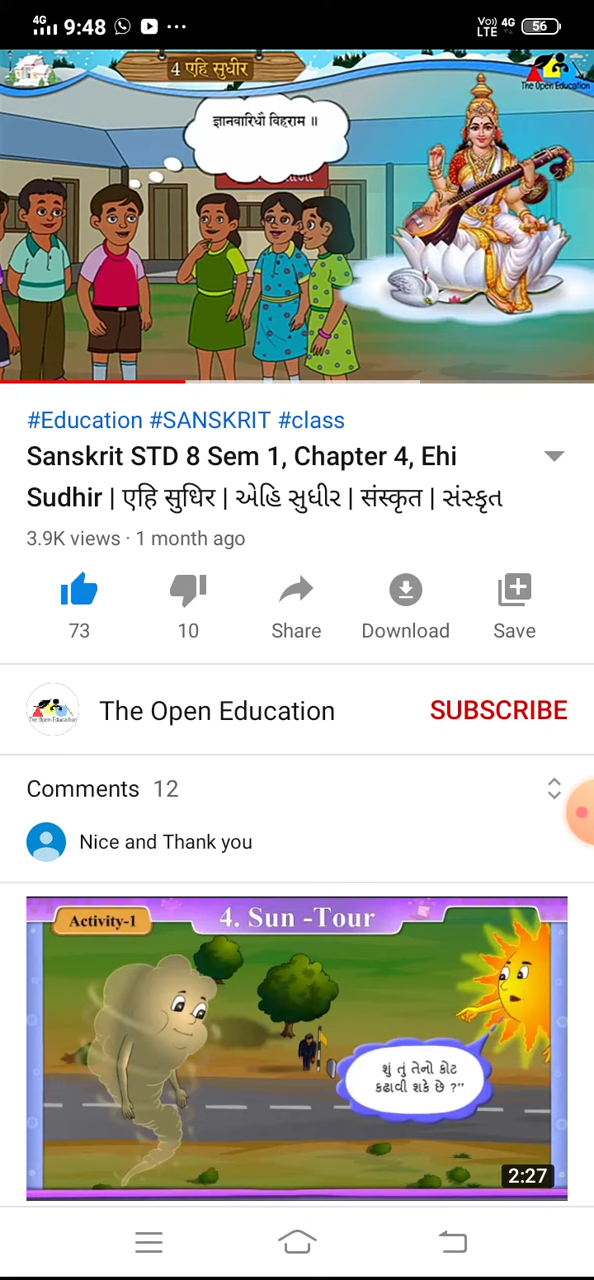 4G 9:48
Vo)) 4G
LTE
56
4 एहि सुधीर
The Open Education
ज्ञानवारिधौ विहराम ॥
#Education #SANSKRIT #class
Sanskrit STD 8 Sem 1, Chapter 4, Ehi
Sudhir | एहि सुधिर | એહિ સુધીર | संस्कृत | સંસ્કૃત
3.9K views · 1 month ago
73 10 Share Download Save
The Open Education SUBSCRIBE
Comments 12
Nice and Thank you
Activity-1 4. Sun -Tour
શું તું તેનો કોટ
કઢાવી શકે છે ?"
2:27